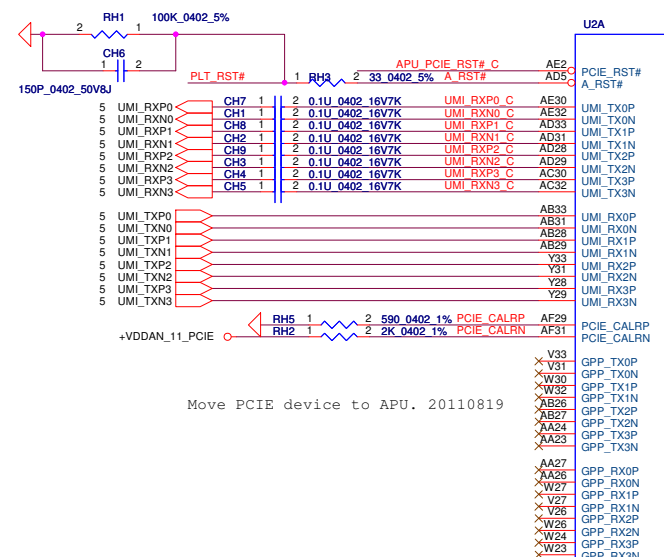 RH1 100K_0402_5% U2A
2 1
CH6
1 2
150P_0402_50V8J
APU_PCIE_RST#_C AE2 PCIE_RST#
PLT_RST# 1 RH3 2 33_0402_5% A_RST# AD5 A_RST#
5 UMI_RXP0 CH7 1 2 0.1U_0402_16V7K UMI_RXP0_C AE30 UMI_TX0P
5 UMI_RXN0 CH1 1 2 0.1U_0402_16V7K UMI_RXN0_C AE32 UMI_TX0N
5 UMI_RXP1 CH8 1 2 0.1U_0402_16V7K UMI_RXP1_C AD33 UMI_TX1P
5 UMI_RXN1 CH2 1 2 0.1U_0402_16V7K UMI_RXN1_C AD31 UMI_TX1N
5 UMI_RXP2 CH9 1 2 0.1U_0402_16V7K UMI_RXP2_C AD28 UMI_TX2P
5 UMI_RXN2 CH3 1 2 0.1U_0402_16V7K UMI_RXN2_C AD29 UMI_TX2N
5 UMI_RXP3 CH4 1 2 0.1U_0402_16V7K UMI_RXP3_C AC30 UMI_TX3P
5 UMI_RXN3 CH5 1 2 0.1U_0402_16V7K UMI_RXN3_C AC32 UMI_TX3N
5 UMI_TXP0 AB33 UMI_RX0P
5 UMI_TXN0 AB31 UMI_RX0N
5 UMI_TXP1 AB28 UMI_RX1P
5 UMI_TXN1 AB29 UMI_RX1N
5 UMI_TXP2 Y33 UMI_RX2P
5 UMI_TXN2 Y31 UMI_RX2N
5 UMI_TXP3 Y28 UMI_RX3P
5 UMI_TXN3 Y29 UMI_RX3N
RH5 1 2 590_0402_1% PCIE_CALRP AF29 PCIE_CALRP
+VDDAN_11_PCIE RH2 1 2 2K_0402_1% PCIE_CALRN AF31 PCIE_CALRN
V33 GPP_TX0P
V31 GPP_TX0N
W30 GPP_TX1P
W32 GPP_TX1N
Move PCIE device to APU. 20110819
AB26 GPP_TX2P
AB27 GPP_TX2N
AA24 GPP_TX3P
AA23 GPP_TX3N
AA27 GPP_RX0P
AA26 GPP_RX0N
W27 GPP_RX1P
V27 GPP_RX1N
V26 GPP_RX2P
W26 GPP_RX2N
W24 GPP_RX3P
W23 GPP_RX3N